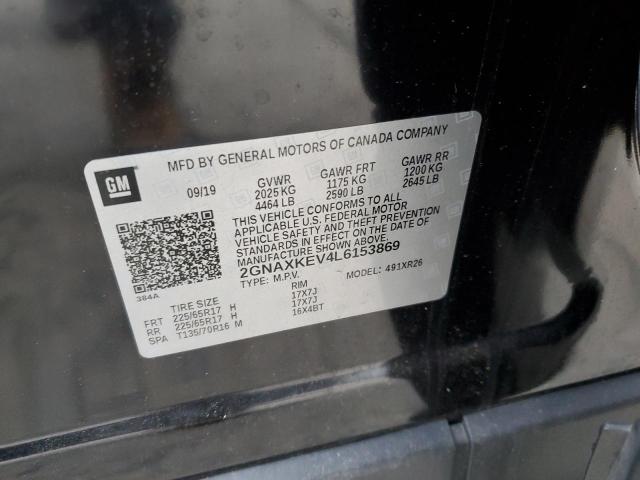 MFD BY GENERAL MOTORS OF CANADA COMPANY
GM
09/19 GVWR GAWR FRT GAWR RR
2025 KG 1175 KG 1200 KG
4464 LB 2590 LB 2645 LB
THIS VEHICLE CONFORMS TO ALL
APPLICABLE U.S. FEDERAL MOTOR
VEHICLE SAFETY AND THEFT PREVENTION
STANDARDS IN EFFECT ON THE DATE OF
MANUFACTURE SHOWN ABOVE.
2GNAXKEV4L6153869
TYPE: M.P.V. MODEL: 491XR26
384A
TIRE SIZE RIM
FRT 225/65R17 H 17X7J
RR 225/65R17 H 17X7J
SPA T135/70R16 M 16X4BT